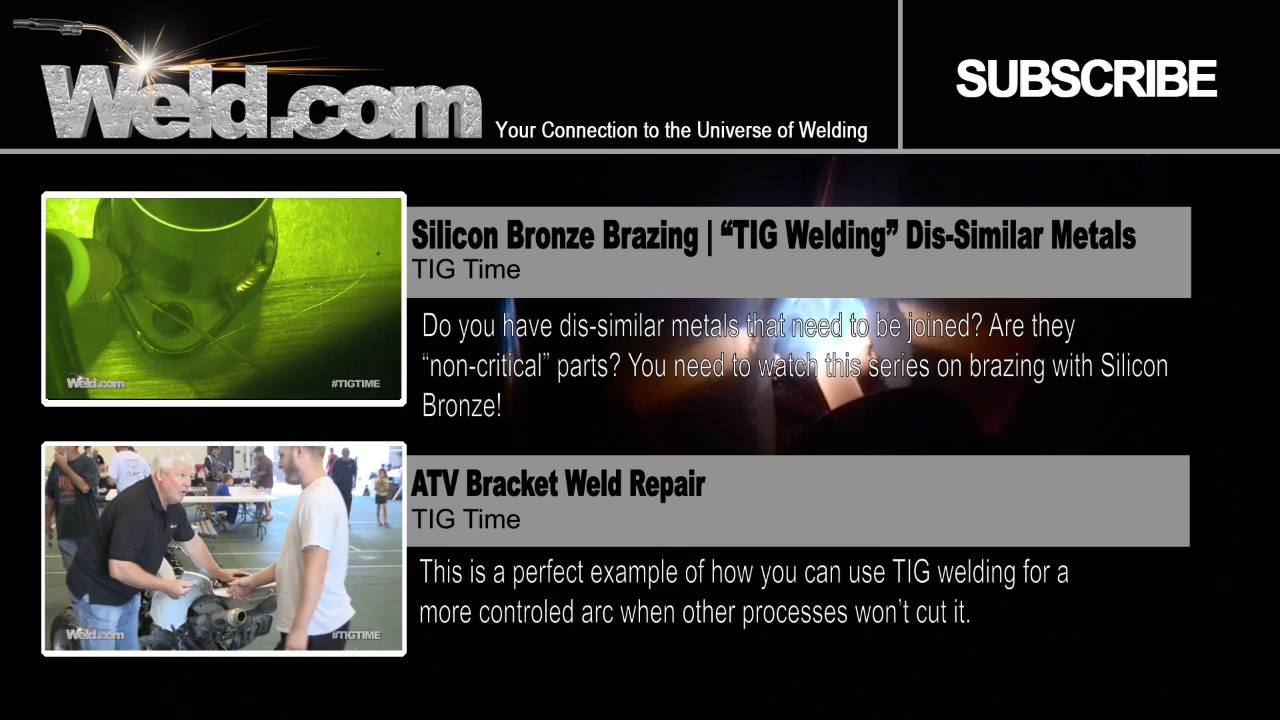 Weld.com
Your Connection to the Universe of Welding
SUBSCRIBE
Silicon Bronze Brazing | “TIG Welding” Dis-Similar Metals
TIG Time
Do you have dis-similar metals that need to be joined? Are they
“non-critical” parts? You need to watch this series on brazing with Silicon
Bronze!
Weld.com
#TIGTIME
ATV Bracket Weld Repair
TIG Time
This is a perfect example of how you can use TIG welding for a
more controled arc when other processes won’t cut it.
Weld.com
#TIGTIME